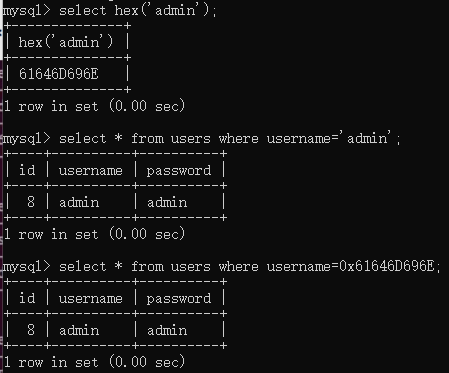 mysql> select hex('admin');
+--------------+
| hex('admin') |
+--------------+
| 61646D696E   |
+--------------+
1 row in set (0.00 sec)
mysql> select * from users where username='admin';
+----+----------+----------+
| id | username | password |
+----+----------+----------+
|  8 | admin    | admin    |
+----+----------+----------+
1 row in set (0.00 sec)
mysql> select * from users where username=0x61646D696E;
+----+----------+----------+
| id | username | password |
+----+----------+----------+
|  8 | admin    | admin    |
+----+----------+----------+
1 row in set (0.00 sec)